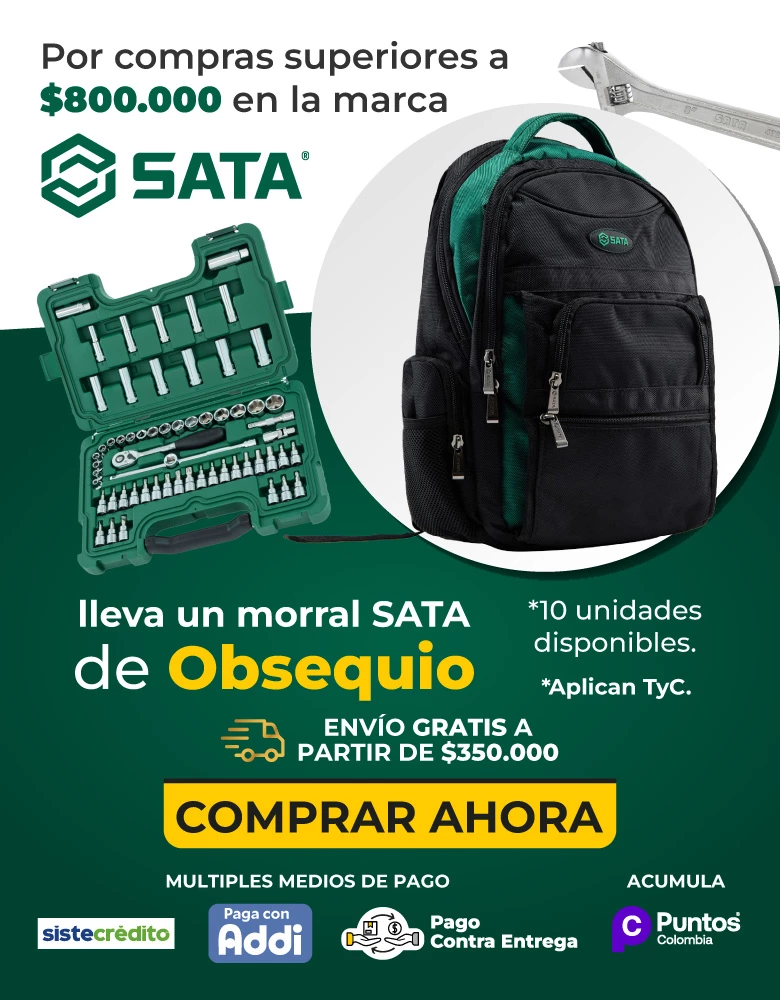 Por compras superiores a
$800.000 en la marca
SATA®
SATA
lleva un morral SATA
de Obsequio
*10 unidades
disponibles.
*Aplican TyC.
ENVÍO GRATIS A
PARTIR DE $350.000
COMPRAR AHORA
MULTIPLES MEDIOS DE PAGO
ACUMULA
sistecrédito
Paga con
Addi
Pago
Contra Entrega
Puntos
Colombia